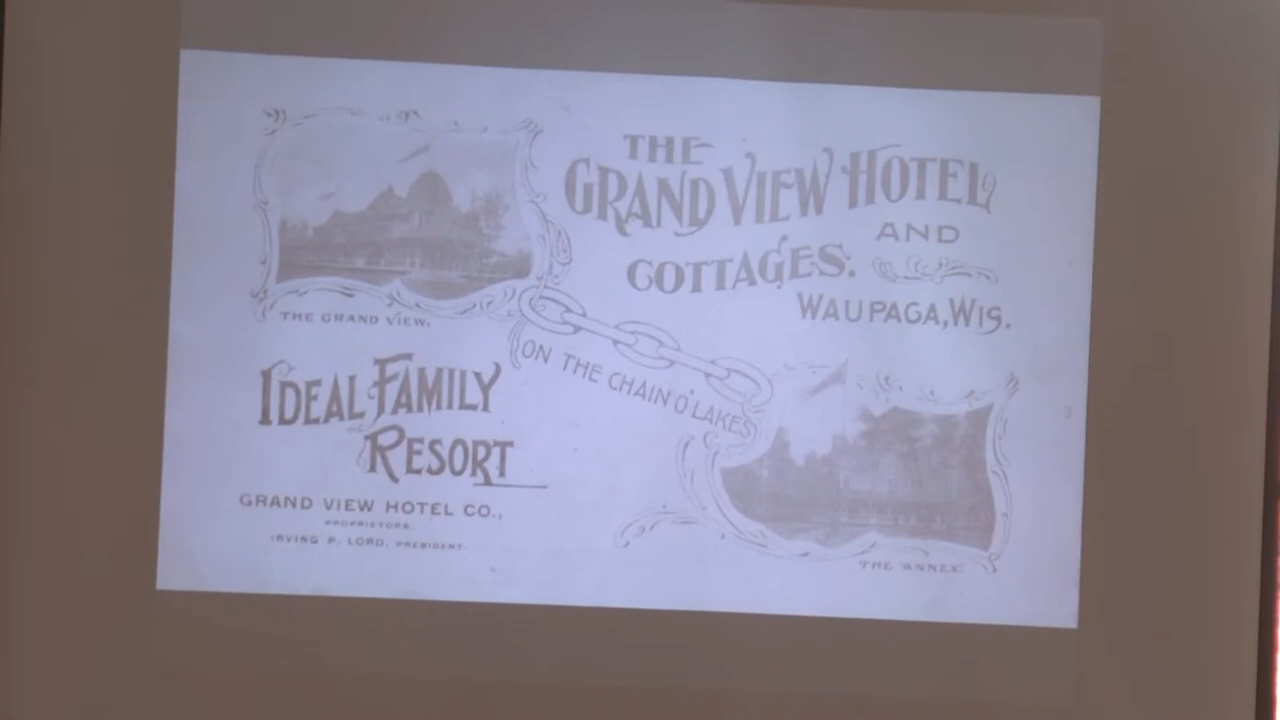 THE
GRAND VIEW HOTEL
AND
COTTAGES.
WAUPACA, WIS.
THE GRAND VIEW.
ON THE CHAIN O'LAKES
IDEAL FAMILY
RESORT
GRAND VIEW HOTEL CO.,
PROPRIETORS.
IRVING P. LORD, PRESIDENT.
THE "ANNEX"